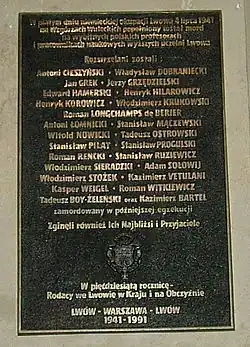 W piątym dniu niemieckiej okupacji Lwowa 4 lipca 1941
na Wzgórzach Wuleckich popełniony został mord
na wybitnych polskich profesorach
i pracownikach naukowych wyższych uczelni Lwowa
Rozstrzelani zostali
Antoni CIESZYŃSKI • Władysław DOBRZANIECKI
Jan GREK • Jerzy GRZĘDZIELSKI
Edward HAMERSKI • Henryk HILAROWICZ
Henryk KOROWICZ • Włodzimierz KRUKOWSKI
Roman LONGCHAMPS de BERIER
Antoni ŁOMNICKI • Stanisław MĄCZEWSKI
Witold NOWICKI • Tadeusz OSTROWSKI
Stanisław PIŁAT • Stanisław PROGULSKI
Roman RENCKI • Stanisław RUZIEWICZ
Włodzimierz SIERADZKI • Adam SOŁOWIJ
Włodzimierz STOŻEK • Kazimierz VETULANI
Kasper WEIGEL • Roman WITKIEWICZ
Tadeusz BOY-ŻELEŃSKI oraz Kazimierz BARTEL
zamordowany w późniejszej egzekucji
Zginęli również Ich Najbliżsi i Przyjaciele
W pięćdziesiątą rocznicę -
Rodacy we Lwowie w Kraju i na Obczyźnie
LWÓW - WARSZAWA - LWÓW
1941-1991